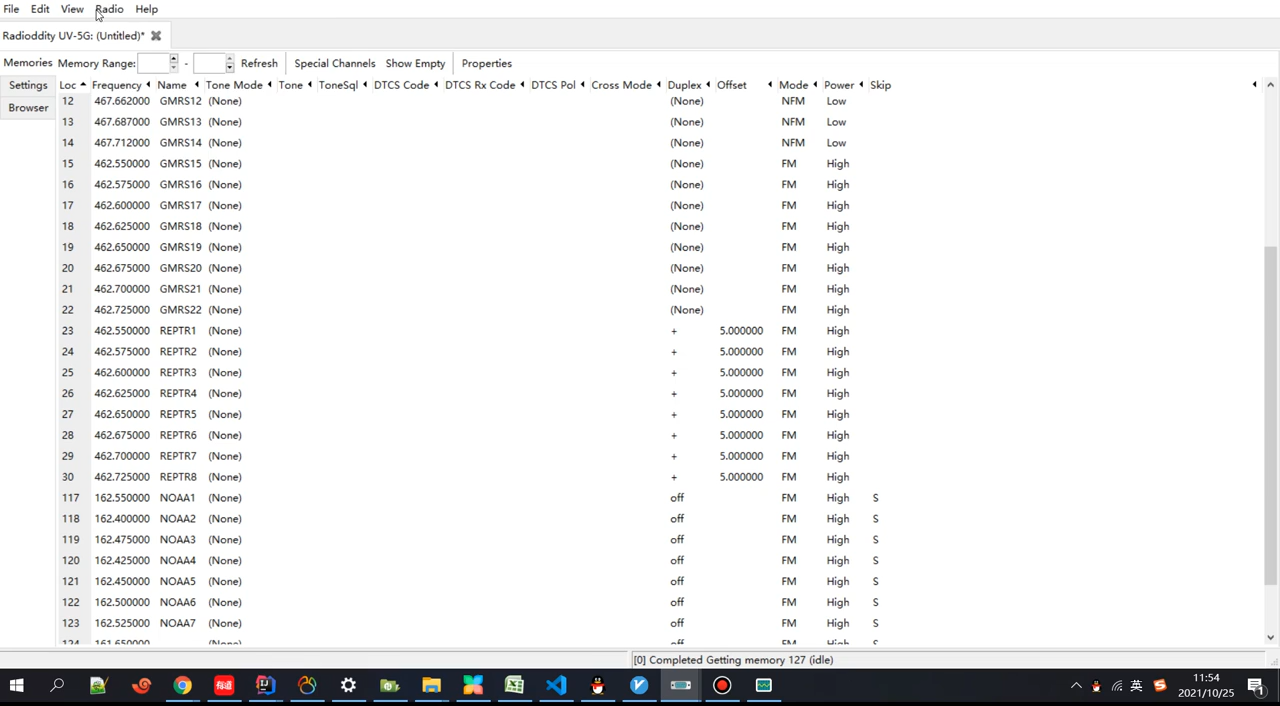 File Edit View Radio Help
Radioddity UV-5G: (Untitled)*
Memories Memory Range: - Refresh Special Channels Show Empty Properties
Settings
Browser
Loc Frequency Name Tone Mode Tone ToneSql DTCS Code DTCS Rx Code DTCS Pol Cross Mode Duplex Offset Mode Power Skip
12 467.662000 GMRS12 (None) (None) NFM Low
13 467.687000 GMRS13 (None) (None) NFM Low
14 467.712000 GMRS14 (None) (None) NFM Low
15 462.550000 GMRS15 (None) (None) FM High
16 462.575000 GMRS16 (None) (None) FM High
17 462.600000 GMRS17 (None) (None) FM High
18 462.625000 GMRS18 (None) (None) FM High
19 462.650000 GMRS19 (None) (None) FM High
20 462.675000 GMRS20 (None) (None) FM High
21 462.700000 GMRS21 (None) (None) FM High
22 462.725000 GMRS22 (None) (None) FM High
23 462.550000 REPTR1 (None) + 5.000000 FM High
24 462.575000 REPTR2 (None) + 5.000000 FM High
25 462.600000 REPTR3 (None) + 5.000000 FM High
26 462.625000 REPTR4 (None) + 5.000000 FM High
27 462.650000 REPTR5 (None) + 5.000000 FM High
28 462.675000 REPTR6 (None) + 5.000000 FM High
29 462.700000 REPTR7 (None) + 5.000000 FM High
30 462.725000 REPTR8 (None) + 5.000000 FM High
117 162.550000 NOAA1 (None) off FM High S
118 162.400000 NOAA2 (None) off FM High S
119 162.475000 NOAA3 (None) off FM High S
120 162.425000 NOAA4 (None) off FM High S
121 162.450000 NOAA5 (None) off FM High S
122 162.500000 NOAA6 (None) off FM High S
123 162.525000 NOAA7 (None) off FM High S
124 161.650000 (None) off FM High S
[0] Completed Getting memory 127 (idle)
有道 英 11:54
2021/10/25 1